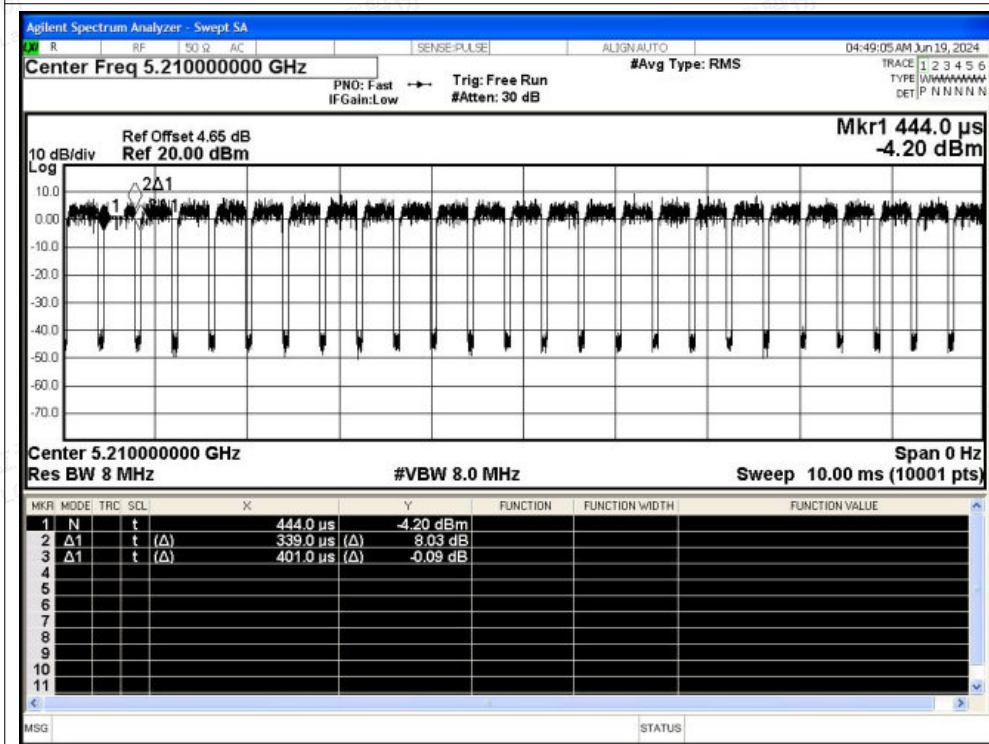 Agilent Spectrum Analyzer - Swept SA
LXI R RF 50 Ω AC SENSE:PULSE ALIGN AUTO 04:49:05 AM Jun 19, 2024
Center Freq 5.210000000 GHz
PNO: Fast
IFGain:Low
Trig: Free Run
#Atten: 30 dB
#Avg Type: RMS
TRACE 1 2 3 4 5 6
TYPE WWWWWW
DET P N N N N N
Mkr1 444.0 µs
-4.20 dBm
Ref Offset 4.65 dB
10 dB/div Ref 20.00 dBm
Log
10.0
0.00
-10.0
-20.0
-30.0
-40.0
-50.0
-60.0
-70.0
2Δ1
1
Center 5.210000000 GHz Span 0 Hz
Res BW 8 MHz #VBW 8.0 MHz Sweep 10.00 ms (10001 pts)
MKR MODE TRC SCL X Y FUNCTION FUNCTION WIDTH FUNCTION VALUE
1 N t 444.0 µs -4.20 dBm
2 Δ1 t (Δ) 339.0 µs (Δ) 8.03 dB
3 Δ1 t (Δ) 401.0 µs (Δ) -0.09 dB
4
5
6
7
8
9
10
11
MSG STATUS